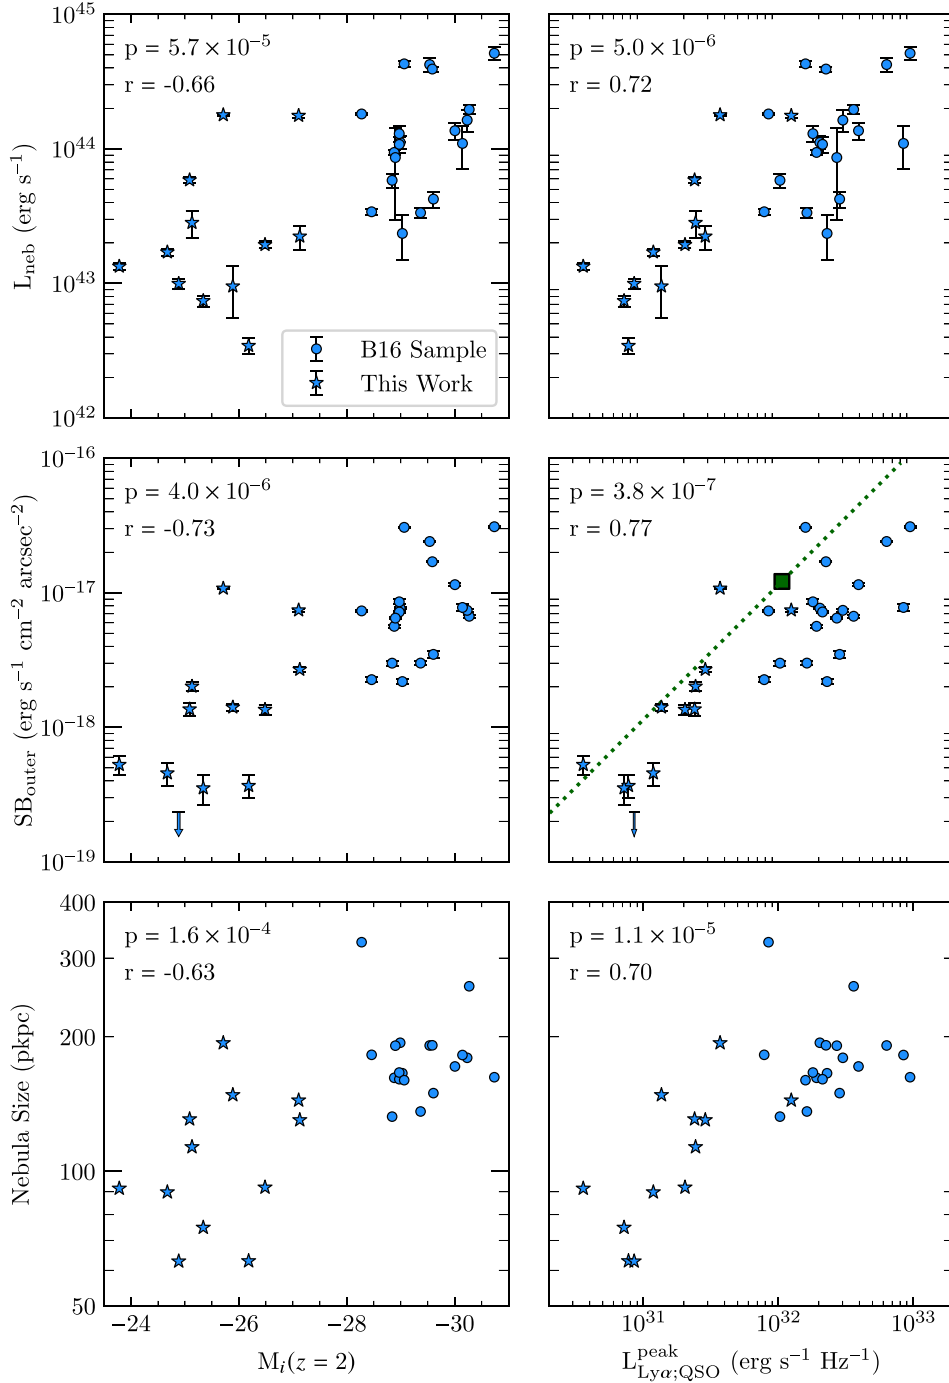 10^45
10^44
10^43
10^42
L_neb (erg s^−1)
p = 5.7 × 10^−5
r = -0.66
B16 Sample
This Work
p = 5.0 × 10^−6
r = 0.72
10^−16
10^−17
10^−18
10^−19
SB_outer (erg s^−1 cm^−2 arcsec^−2)
p = 4.0 × 10^−6
r = -0.73
p = 3.8 × 10^−7
r = 0.77
400
300
200
100
50
Nebula Size (pkpc)
p = 1.6 × 10^−4
r = -0.63
p = 1.1 × 10^−5
r = 0.70
−24 −26 −28 −30
M_i(z = 2)
10^31 10^32 10^33
L^peak_Lyα;QSO (erg s^−1 Hz^−1)